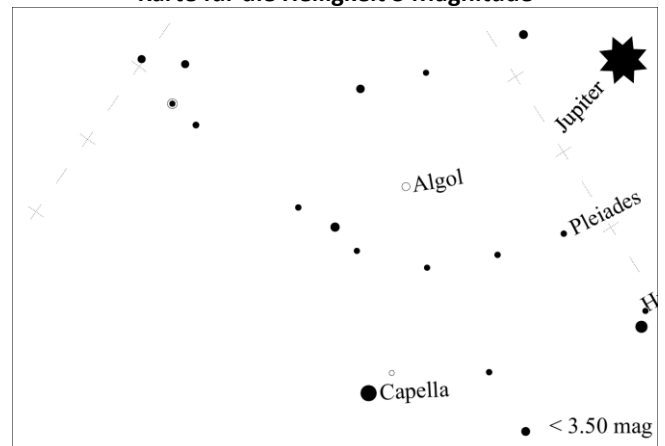 Karte für die Helligkeit 3 Magnitude
Jupiter
Algol
Pleiades
Capella
< 3.50 mag